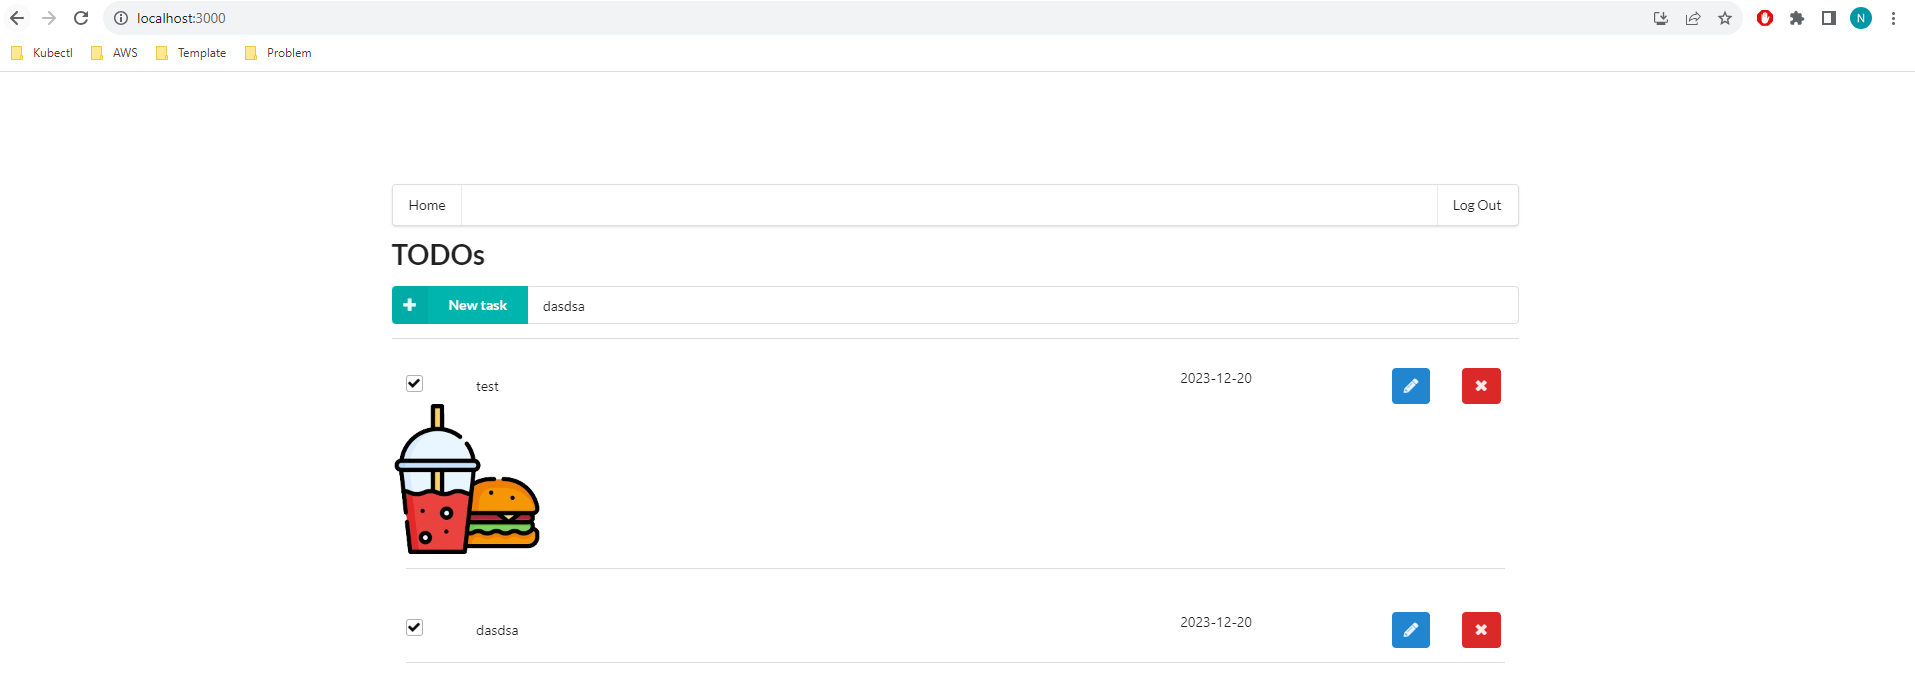 localhost:3000
N
Kubectl AWS Template Problem
Home Log Out
TODOs
New task dasdsa
test 2023-12-20
dasdsa 2023-12-20